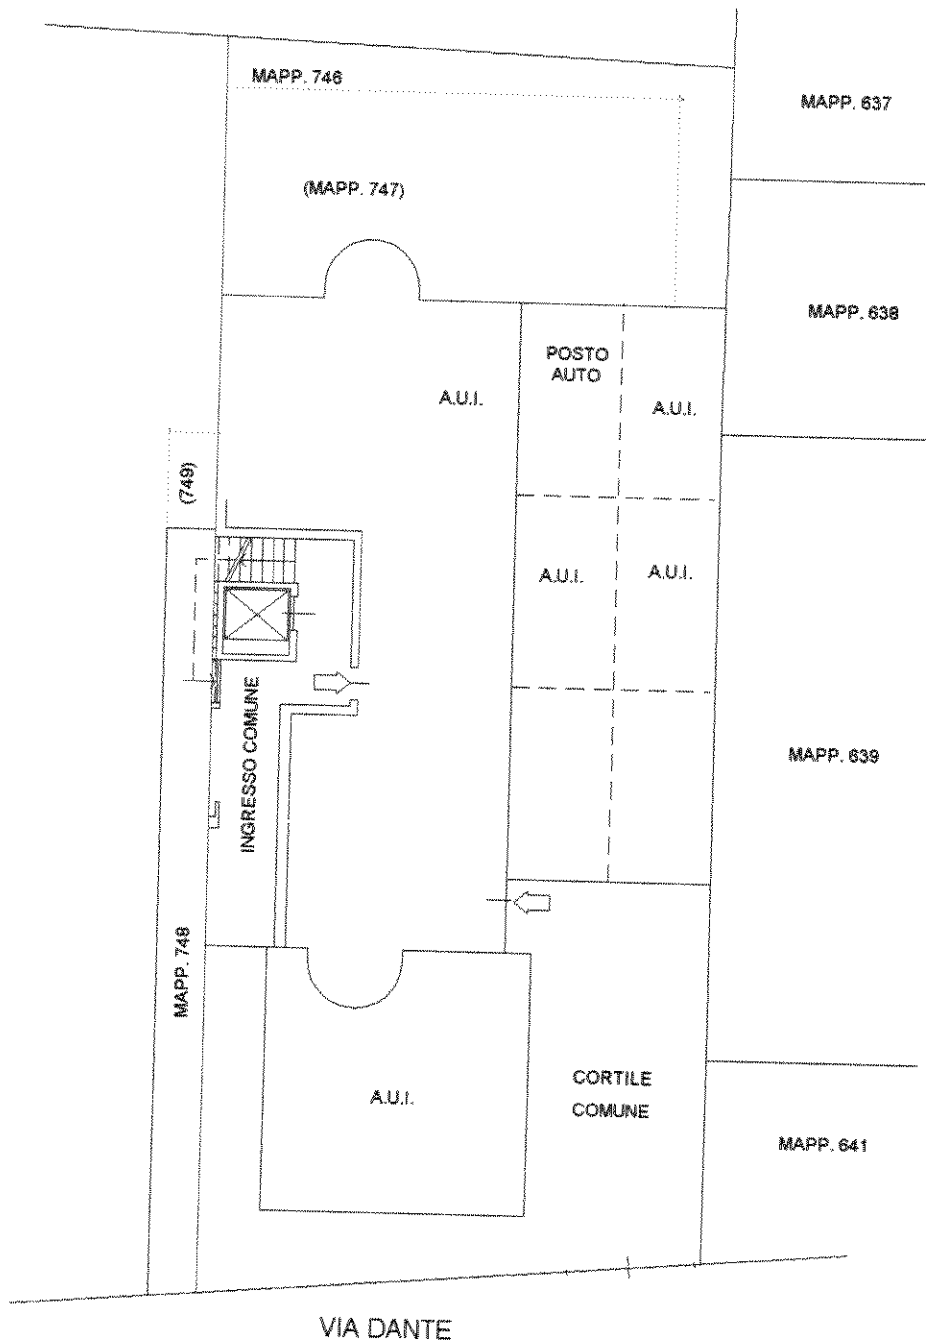 MAPP. 746
MAPP. 637
(MAPP. 747)
MAPP. 638
POSTO
AUTO
A.U.I.
A.U.I.
(749)
A.U.I.
A.U.I.
INGRESSO COMUNE
MAPP. 639
MAPP. 748
CORTILE
COMUNE
A.U.I.
MAPP. 641
VIA DANTE